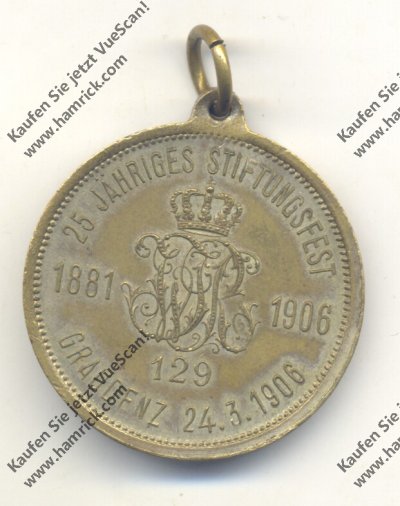 25 JÄHRIGES STIFTUNGSFEST
1881
1906
129
GRAUDENZ 24.3.1906
Kaufen Sie jetzt VueScan!
www.hamrick.com
Kaufen Sie jetzt VueScan!
www.hamrick.com
Kaufen Sie jetzt VueScan!
www.hamrick.com
Kaufen Sie jetzt VueScan!
www.hamrick.com